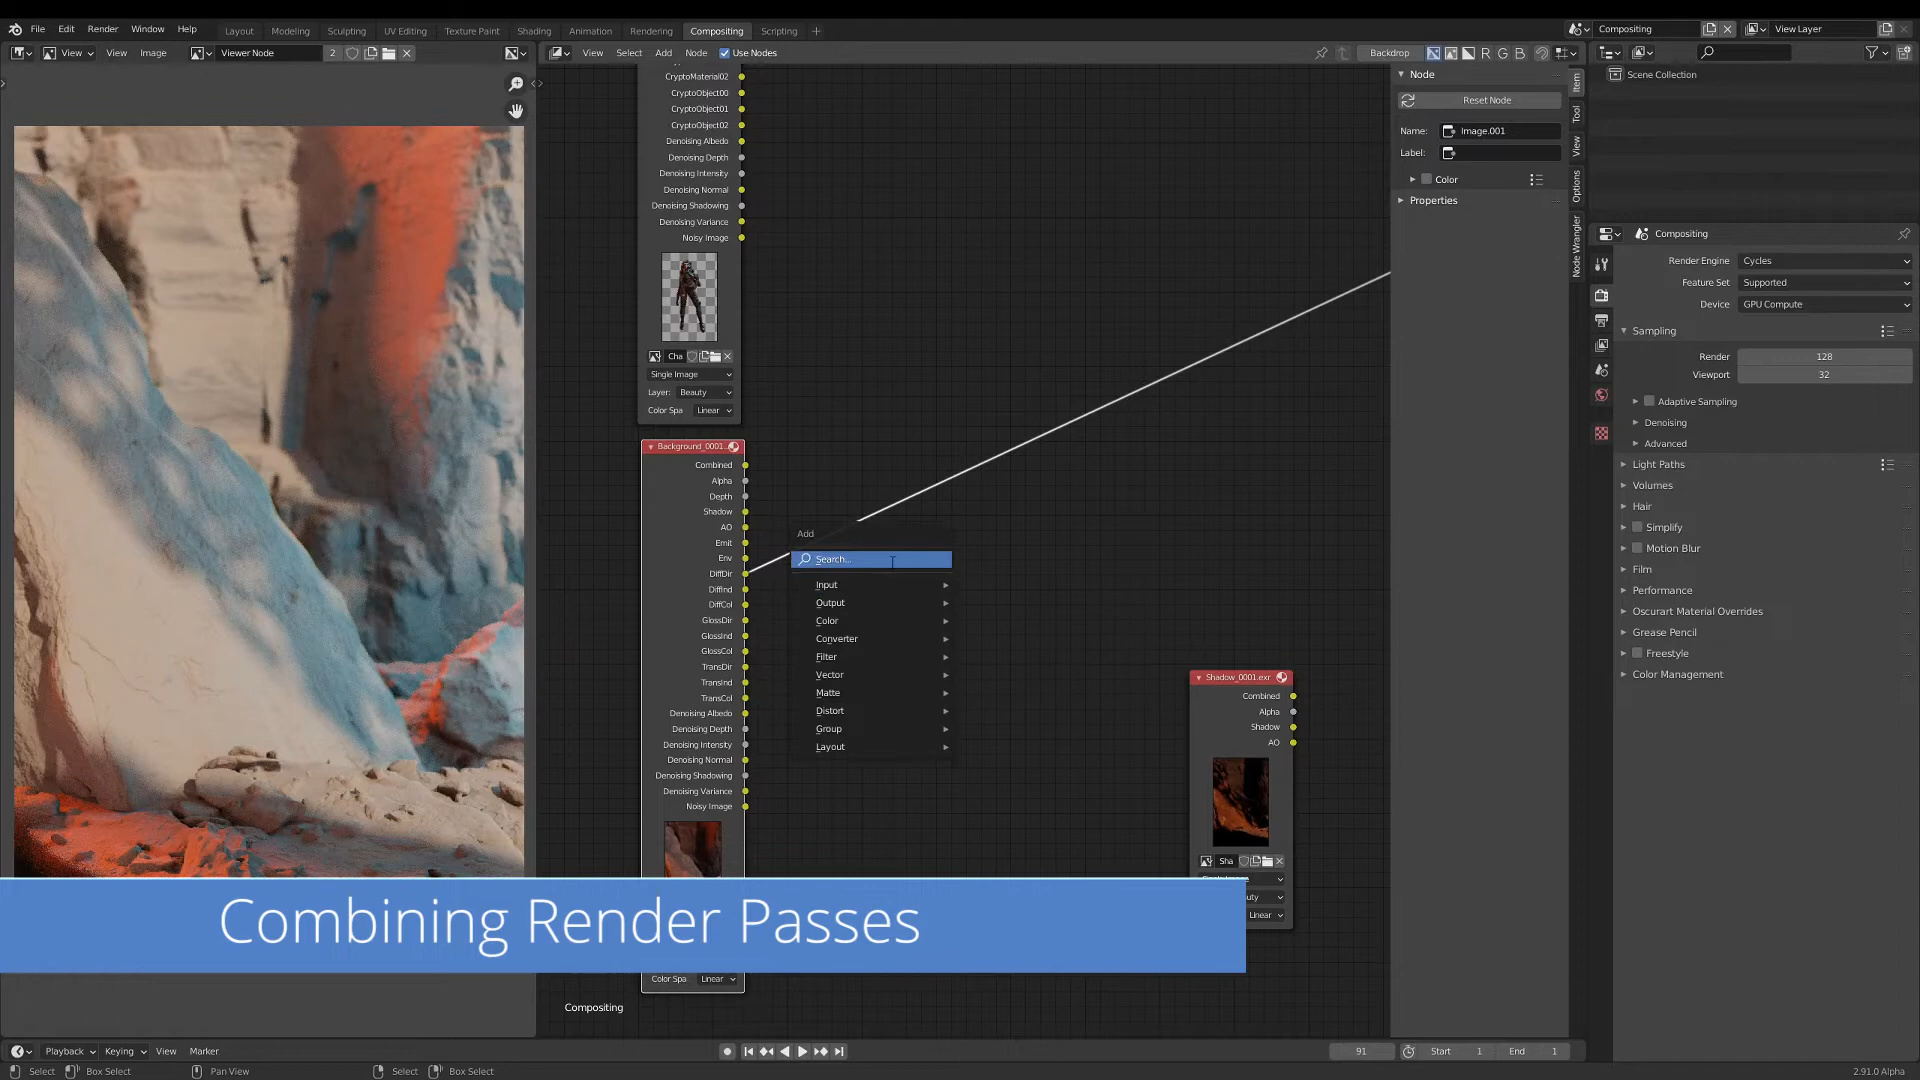 File Edit Render Window Help Layout Modeling Sculpting UV Editing Texture Paint Shading Animation Rendering Compositing Scripting + Compositing View Layer
View View Image Viewer Node 2 View Select Add Node Use Nodes Backdrop R G B
Scene Collection
CryptoMaterial02
CryptoObject00
CryptoObject01
CryptoObject02
Denoising Albedo
Denoising Depth
Denoising Intensity
Denoising Normal
Denoising Shadowing
Denoising Variance
Noisy Image
Cha
Single Image
Layer: Beauty
Color Spa Linear
Background_0001...
Combined
Alpha
Depth
Shadow
AO
Emit
Env
DiffDir
DiffInd
DiffCol
GlossDir
GlossInd
GlossCol
TransDir
TransInd
TransCol
Denoising Albedo
Denoising Depth
Denoising Intensity
Denoising Normal
Denoising Shadowing
Denoising Variance
Noisy Image
Color Spa Linear
Add
Search...
Input
Output
Color
Converter
Filter
Vector
Matte
Distort
Group
Layout
Shadow_0001.exr
Combined
Alpha
Shadow
AO
Sha
uty
Linear
Node
Reset Node
Name: Image.001
Label:
Color
Properties
Item
Tool
View
Options
Node Wrangler
Compositing
Render Engine Cycles
Feature Set Supported
Device GPU Compute
Sampling
Render 128
Viewport 32
Adaptive Sampling
Denoising
Advanced
Light Paths
Volumes
Hair
Simplify
Motion Blur
Film
Performance
Oscurart Material Overrides
Grease Pencil
Freestyle
Color Management
Combining Render Passes
Compositing
Playback Keying View Marker 91 Start 1 End 1
Select Box Select Pan View Select Box Select 2.91.0 Alpha